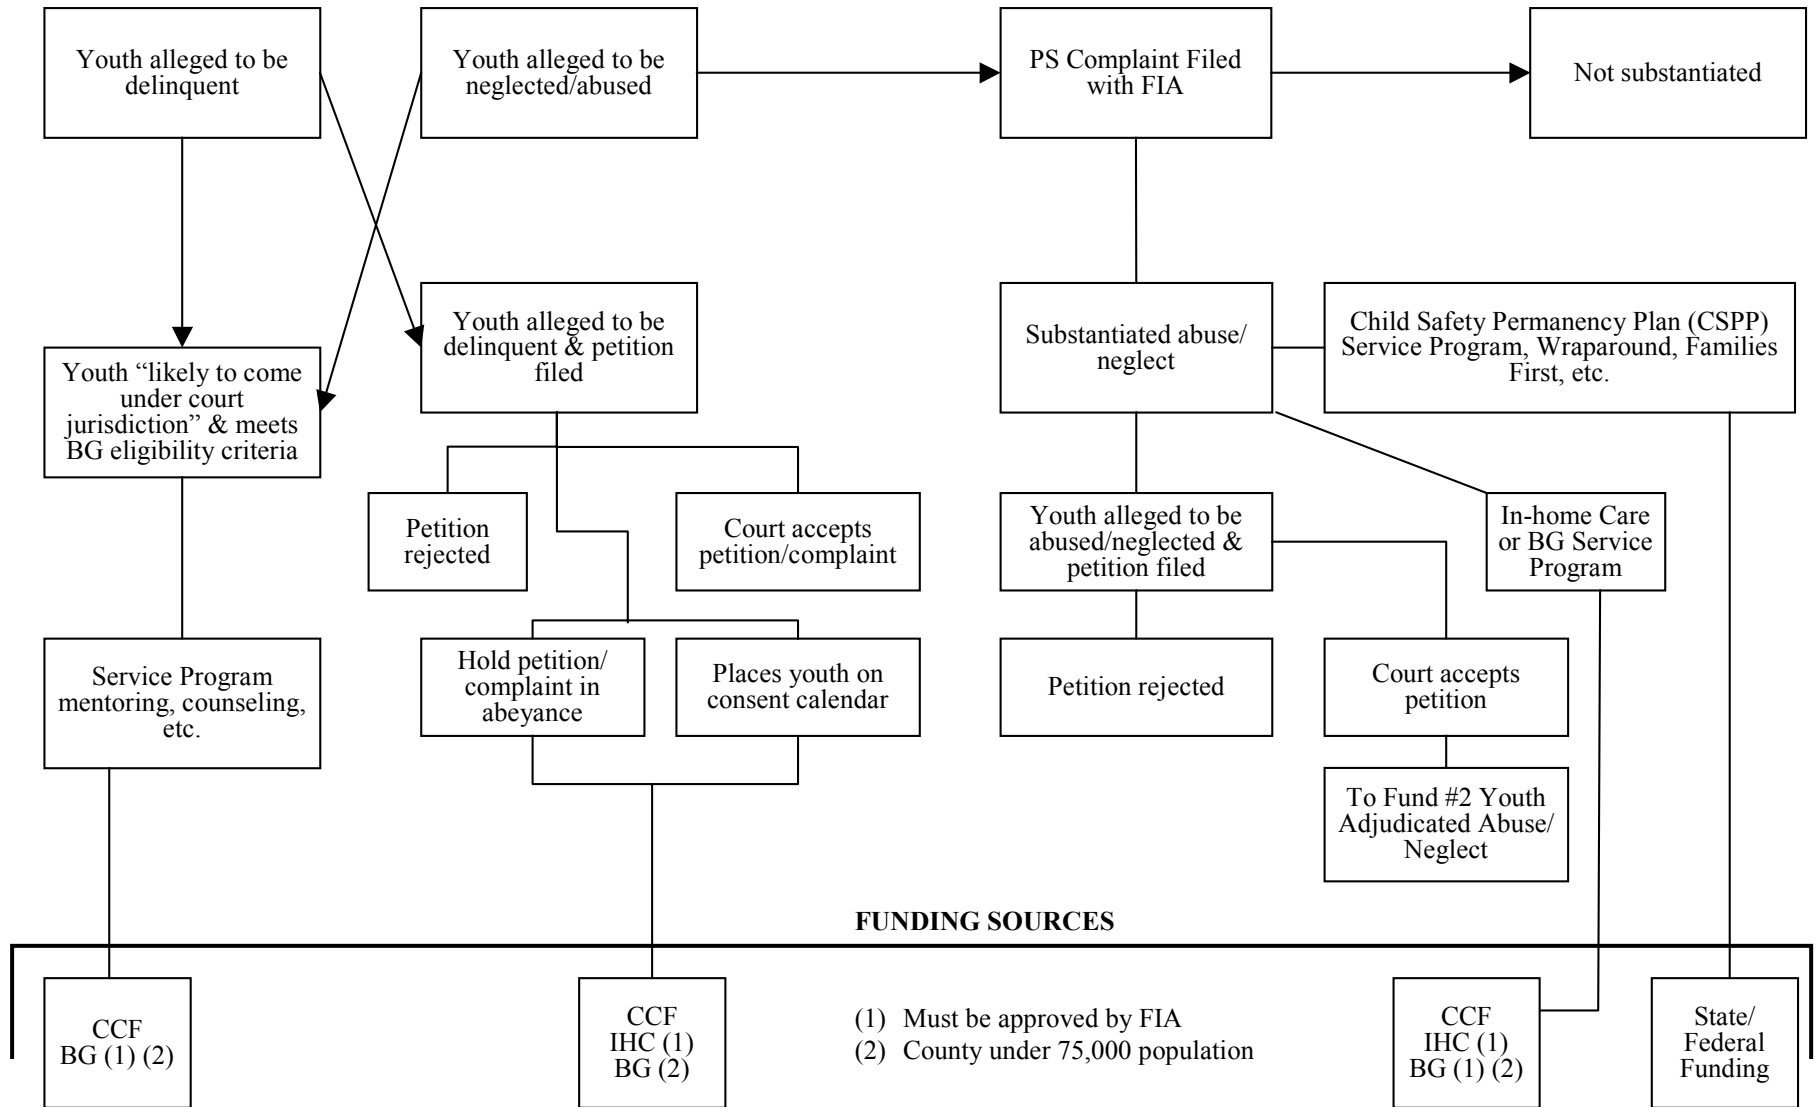 Youth alleged to be
delinquent
Youth alleged to be
neglected/abused
PS Complaint Filed
with FIA
Not substantiated
Youth “likely to come
under court
jurisdiction” & meets
BG eligibility criteria
Youth alleged to be
delinquent & petition
filed
Substantiated abuse/
neglect
Child Safety Permanency Plan (CSPP)
Service Program, Wraparound, Families
First, etc.
Petition
rejected
Court accepts
petition/complaint
Youth alleged to be
abused/neglected &
petition filed
In-home Care
or BG Service
Program
Service Program
mentoring, counseling,
etc.
Hold petition/
complaint in
abeyance
Places youth on
consent calendar
Petition rejected
Court accepts
petition
To Fund #2 Youth
Adjudicated Abuse/
Neglect
FUNDING SOURCES
CCF
BG (1) (2)
CCF
IHC (1)
BG (2)
(1) Must be approved by FIA
(2) County under 75,000 population
CCF
IHC (1)
BG (1) (2)
State/
Federal
Funding